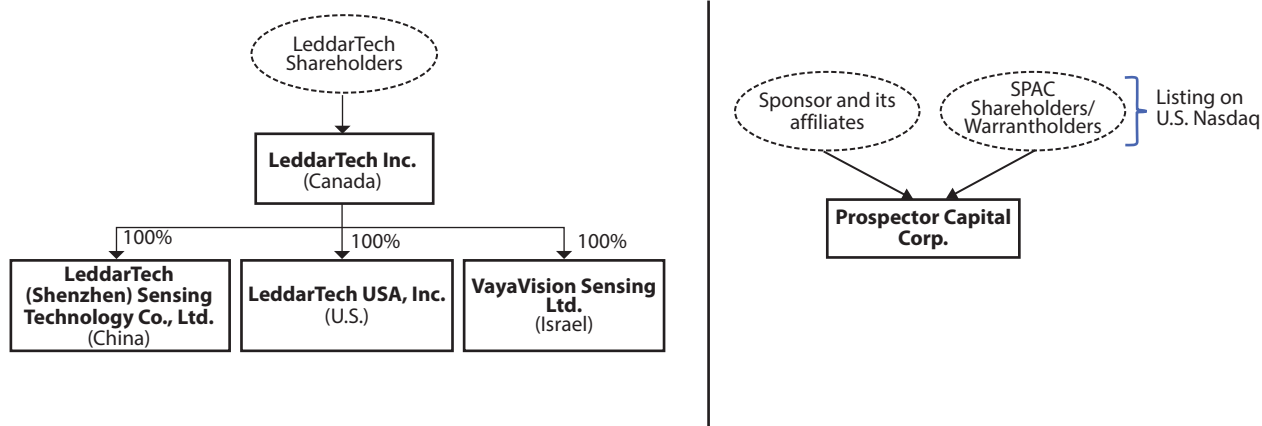 LeddarTech
Shareholders
LeddarTech Inc.
(Canada)
100%
100%
100%
LeddarTech
(Shenzhen) Sensing
Technology Co., Ltd.
(China)
LeddarTech USA, Inc.
(U.S.)
VayaVision Sensing
Ltd.
(Israel)
Sponsor and its
affiliates
SPAC
Shareholders/
Warrantholders
Listing on
U.S. Nasdaq
Prospector Capital
Corp.